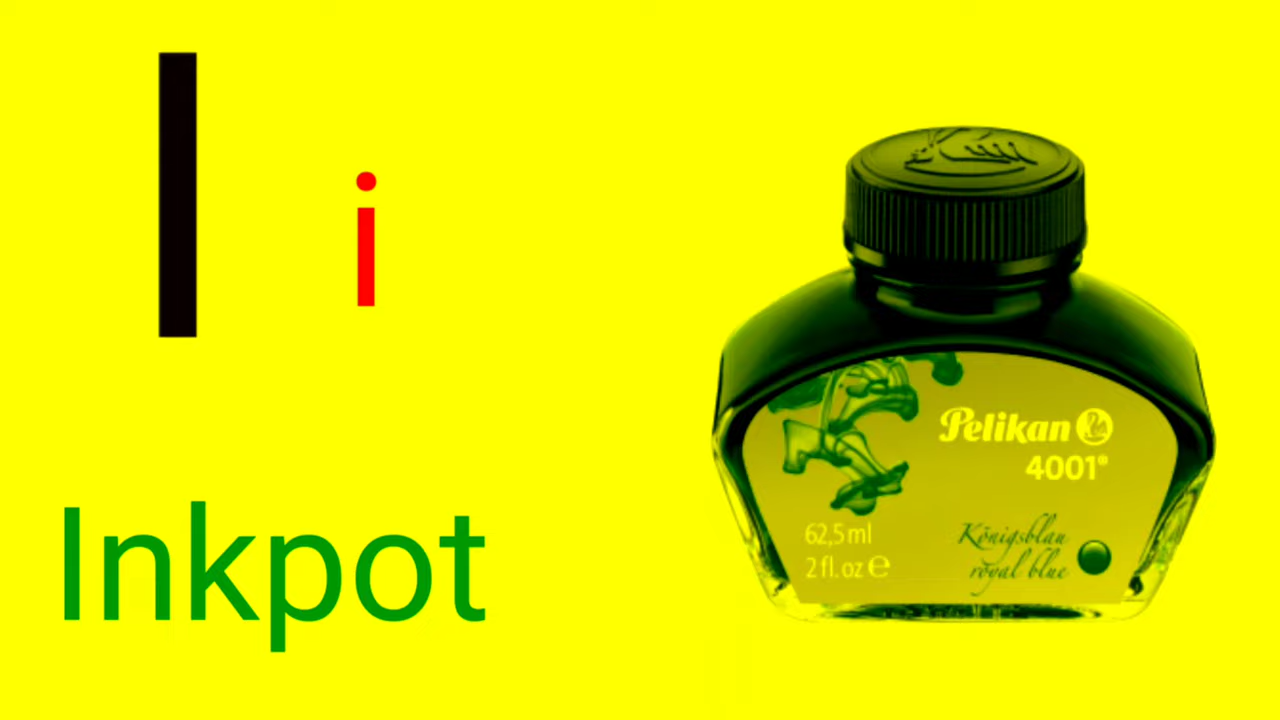 I i
Inkpot
Pelikan
4001®
62,5 ml
2 fl. oz ℮
Königsblau
royal blue